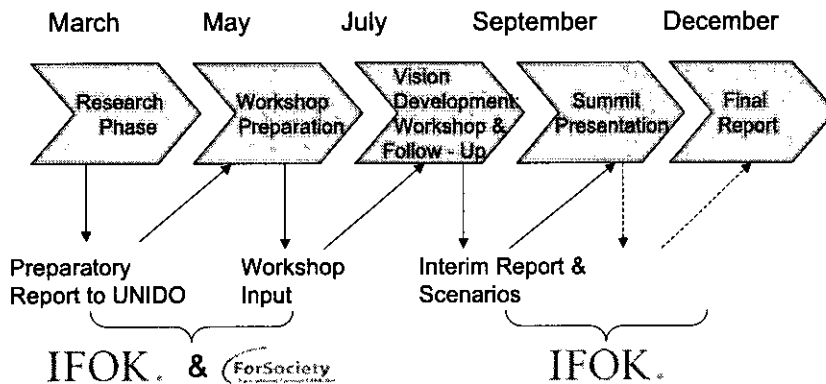 March May July September December
Research
Phase
Workshop
Preparation
Vision
Development
Workshop &
Follow - Up
Summit
Presentation
Final
Report
Preparatory
Report to UNIDO
Workshop
Input
Interim Report &
Scenarios
IFOK. & ForSociety
IFOK.